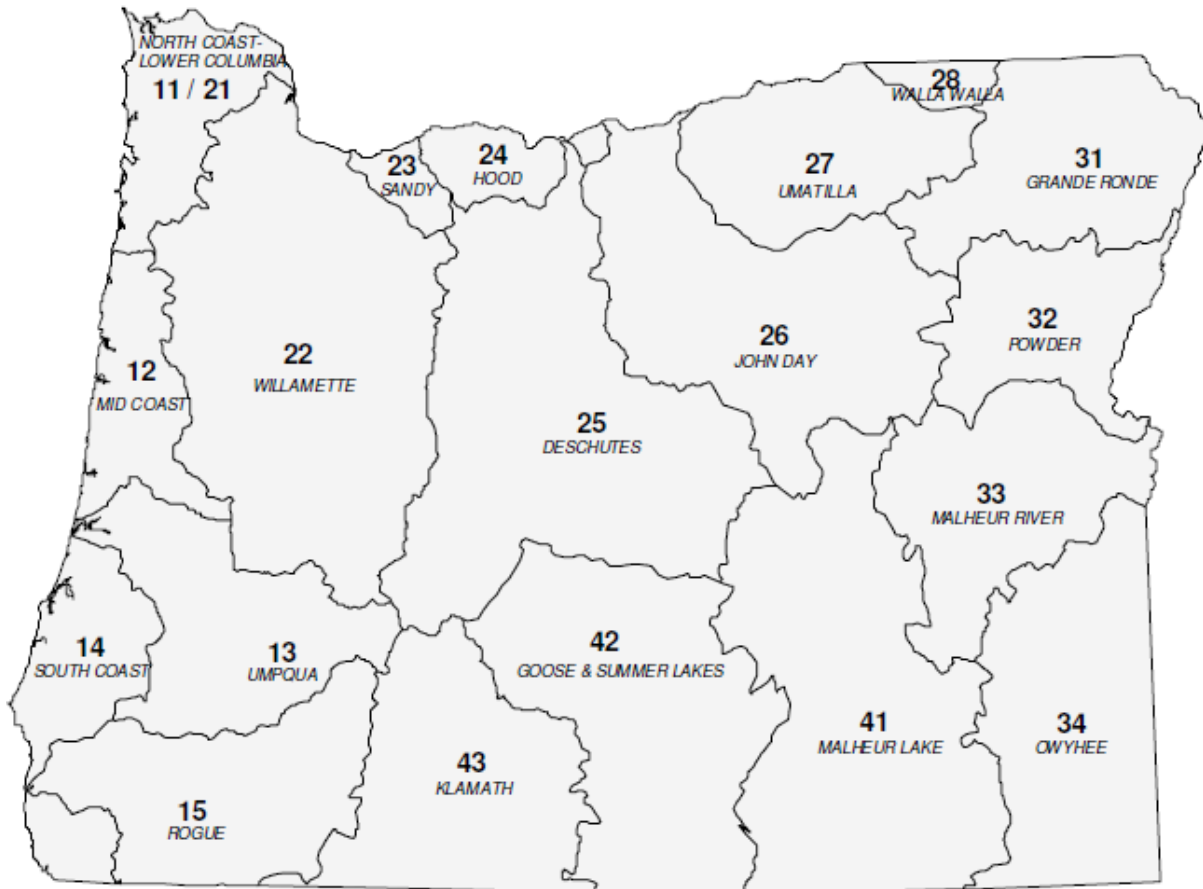 NORTH COAST-
LOWER COLUMBIA
11 / 21
28
WALLA WALLA
23
SANDY
24
HOOD
27
UMATILLA
31
GRANDE RONDE
12
MID COAST
22
WILLAMETTE
26
JOHN DAY
32
POWDER
25
DESCHUTES
33
MALHEUR RIVER
14
SOUTH COAST
13
UMPQUA
42
GOOSE & SUMMER LAKES
41
MALHEUR LAKE
34
OWYHEE
43
KLAMATH
15
ROGUE